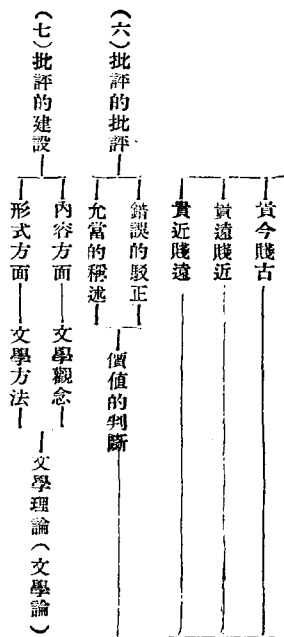 貴今賤古
貴遠賤近
貴近賤遠
(六)批評的批評
錯誤的駁正
允當的稱述
價值的判斷
(七)批評的建設
內容方面
文學觀念
形式方面
文學方法
文學理論(文學論)